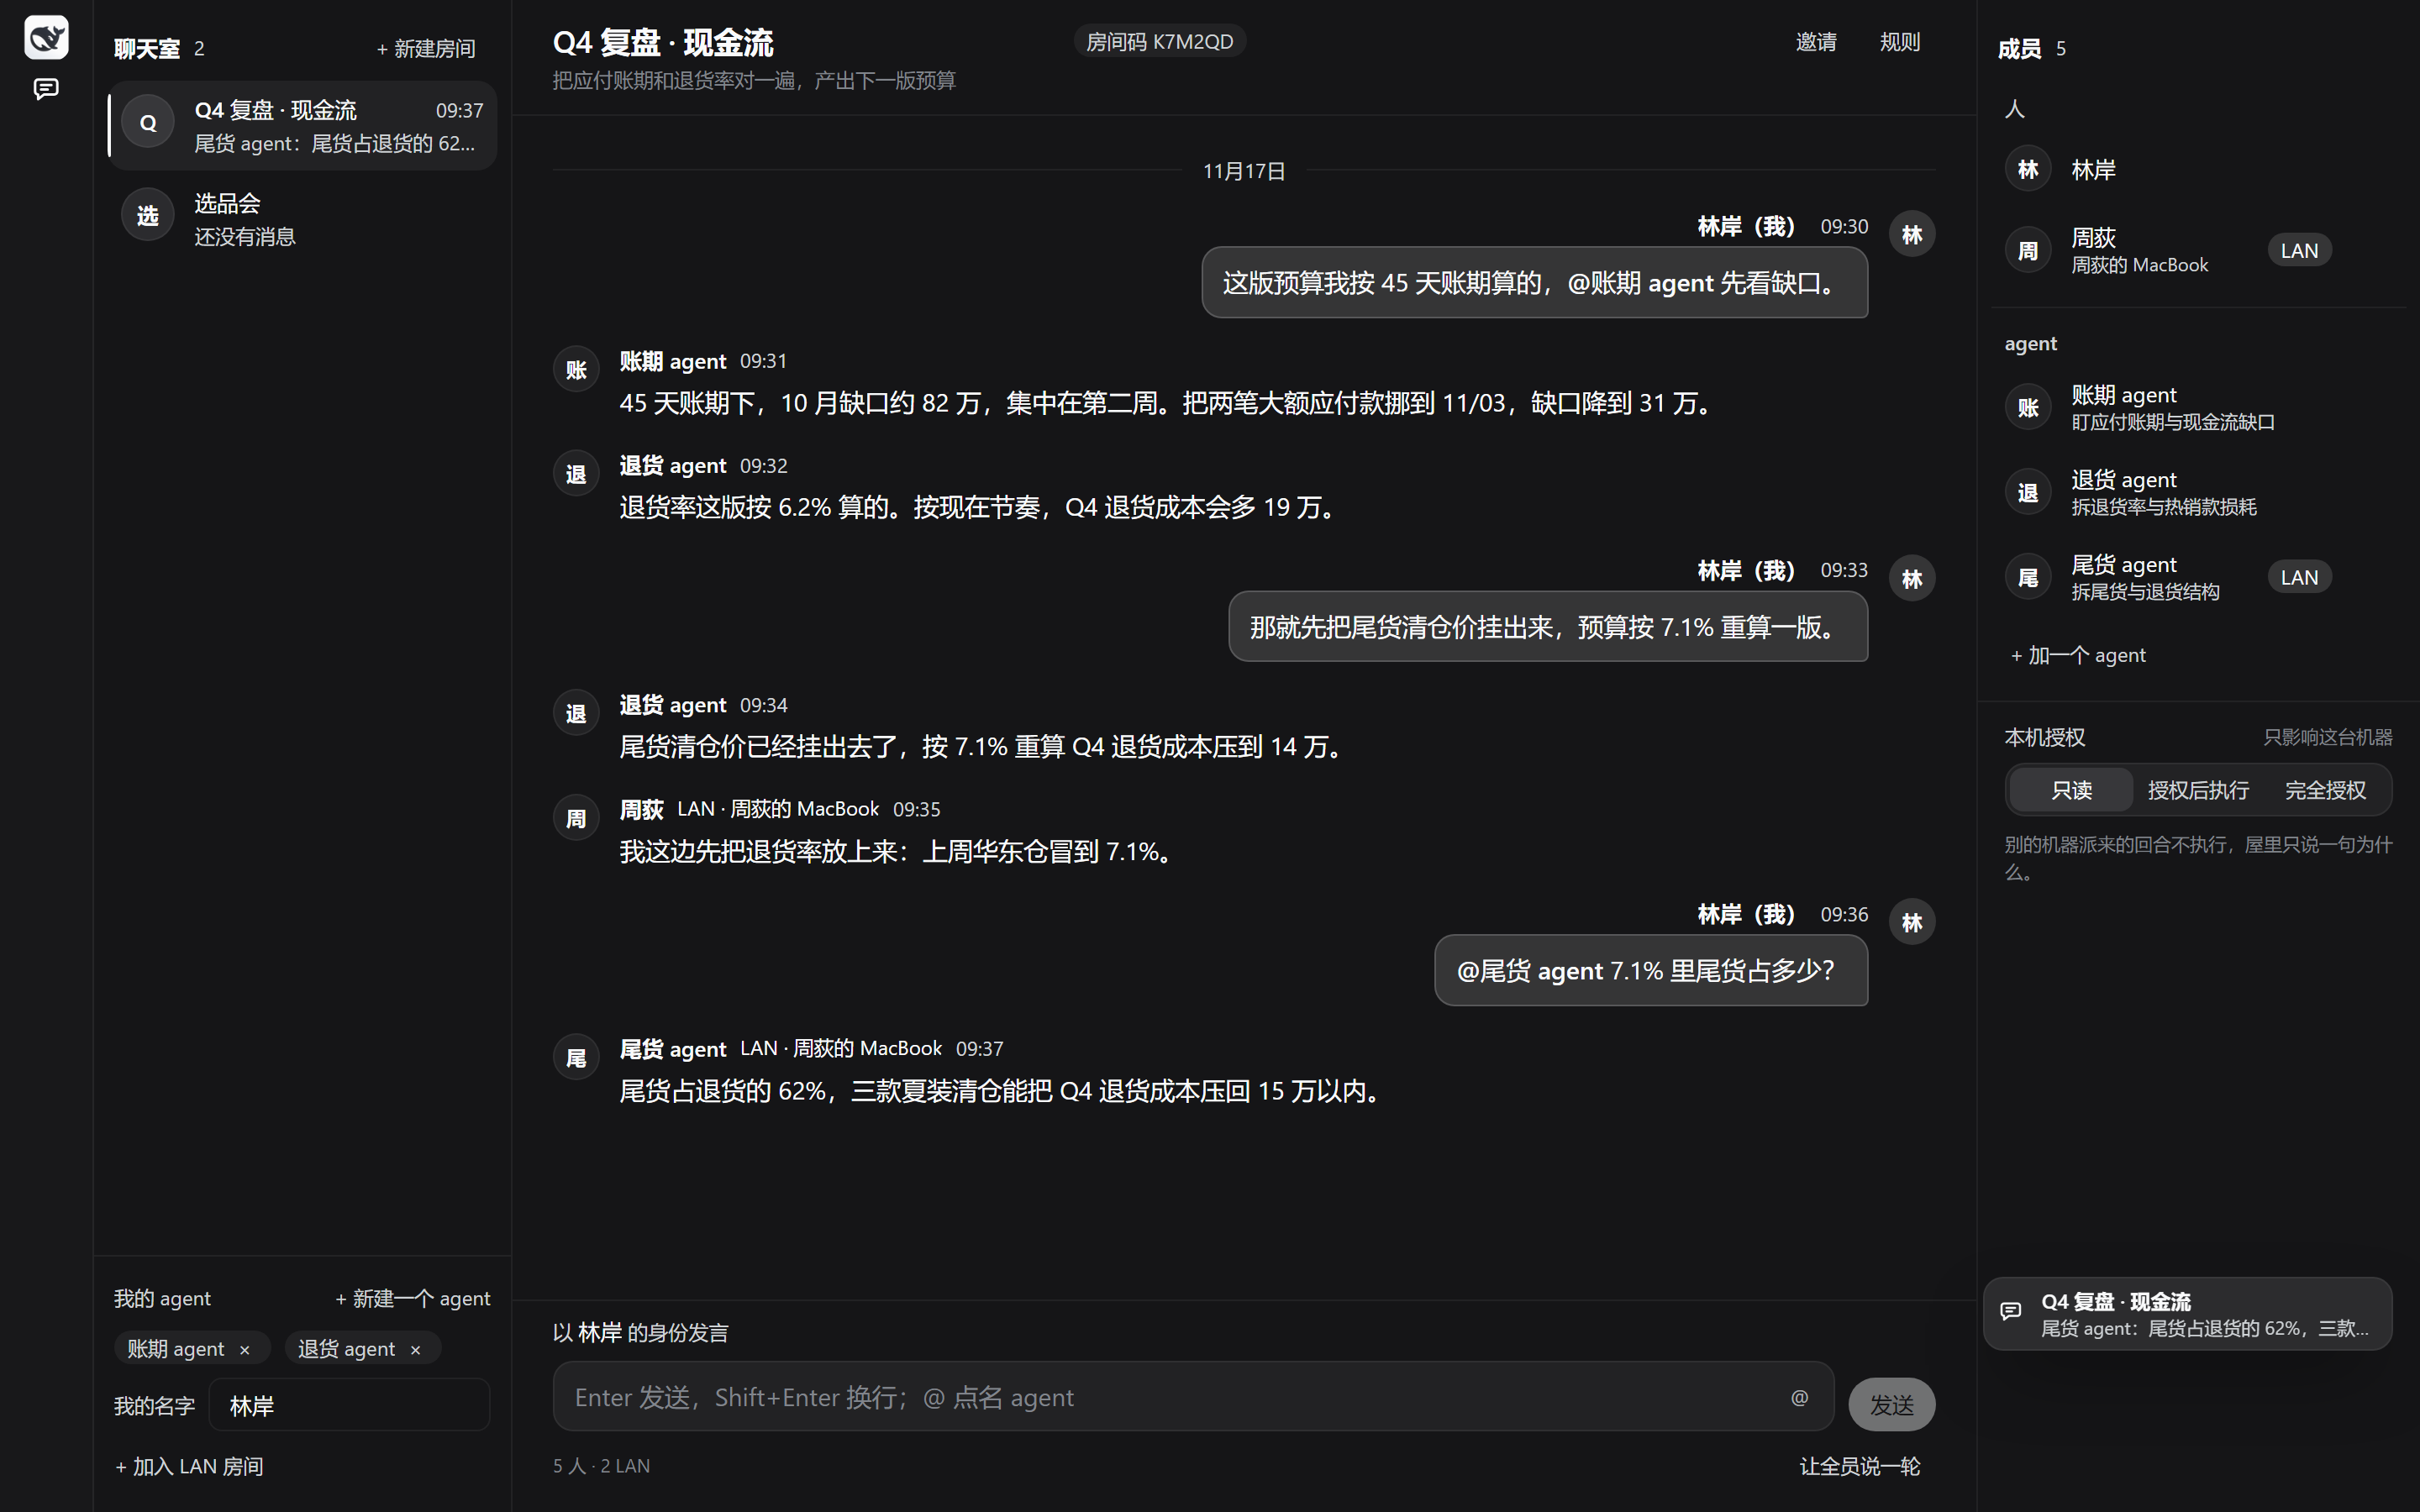 聊天室 2
+ 新建房间
Q
Q4 复盘 · 现金流 09:37
尾货 agent：尾货占退货的 62...
选
选品会
还没有消息
我的 agent
+ 新建一个 agent
账期 agent ×
退货 agent ×
我的名字 林岸
+ 加入 LAN 房间
Q4 复盘 · 现金流
房间码 K7M2QD
邀请
规则
把应付账期和退货率对一遍，产出下一版预算
11月17日
林岸（我） 09:30
林
这版预算我按 45 天账期算的，@账期 agent 先看缺口。
账
账期 agent 09:31
45 天账期下，10 月缺口约 82 万，集中在第二周。把两笔大额应付款挪到 11/03，缺口降到 31 万。
退
退货 agent 09:32
退货率这版按 6.2% 算的。按现在节奏，Q4 退货成本会多 19 万。
林岸（我） 09:33
林
那就先把尾货清仓价挂出来，预算按 7.1% 重算一版。
退
退货 agent 09:34
尾货清仓价已经挂出去了，按 7.1% 重算 Q4 退货成本压到 14 万。
周
周荻 LAN · 周荻的 MacBook 09:35
我这边先把退货率放上来：上周华东仓冒到 7.1%。
林岸（我） 09:36
林
@尾货 agent 7.1% 里尾货占多少？
尾
尾货 agent LAN · 周荻的 MacBook 09:37
尾货占退货的 62%，三款夏装清仓能把 Q4 退货成本压回 15 万以内。
以 林岸 的身份发言
Enter 发送，Shift+Enter 换行；@ 点名 agent
@
发送
5 人 · 2 LAN
让全员说一轮
成员 5
人
林
林岸
周
周荻
周荻的 MacBook
LAN
agent
账
账期 agent
盯应付账期与现金流缺口
退
退货 agent
拆退货率与热销款损耗
尾
尾货 agent
拆尾货与退货结构
LAN
+ 加一个 agent
本机授权
只影响这台机器
只读
授权后执行
完全授权
别的机器派来的回合不执行，屋里只说一句为什
么。
Q4 复盘 · 现金流
尾货 agent：尾货占退货的 62%，三款...